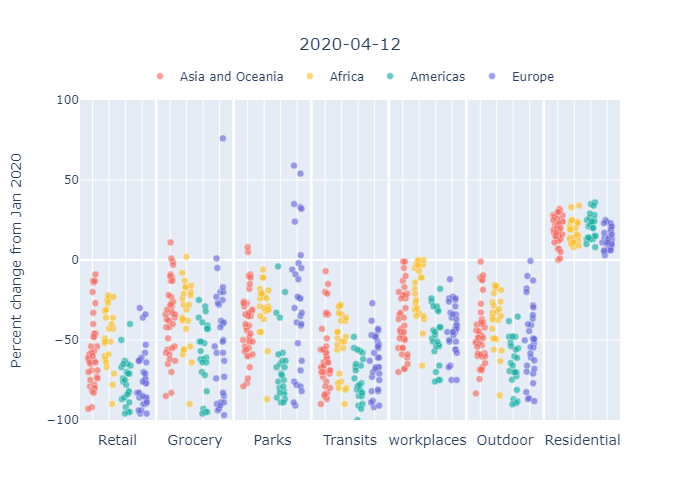 2020-04-12
Asia and Oceania Africa Americas Europe
Percent change from Jan 2020
100
50
0
−50
−100
Retail Grocery Parks Transits workplaces Outdoor Residential